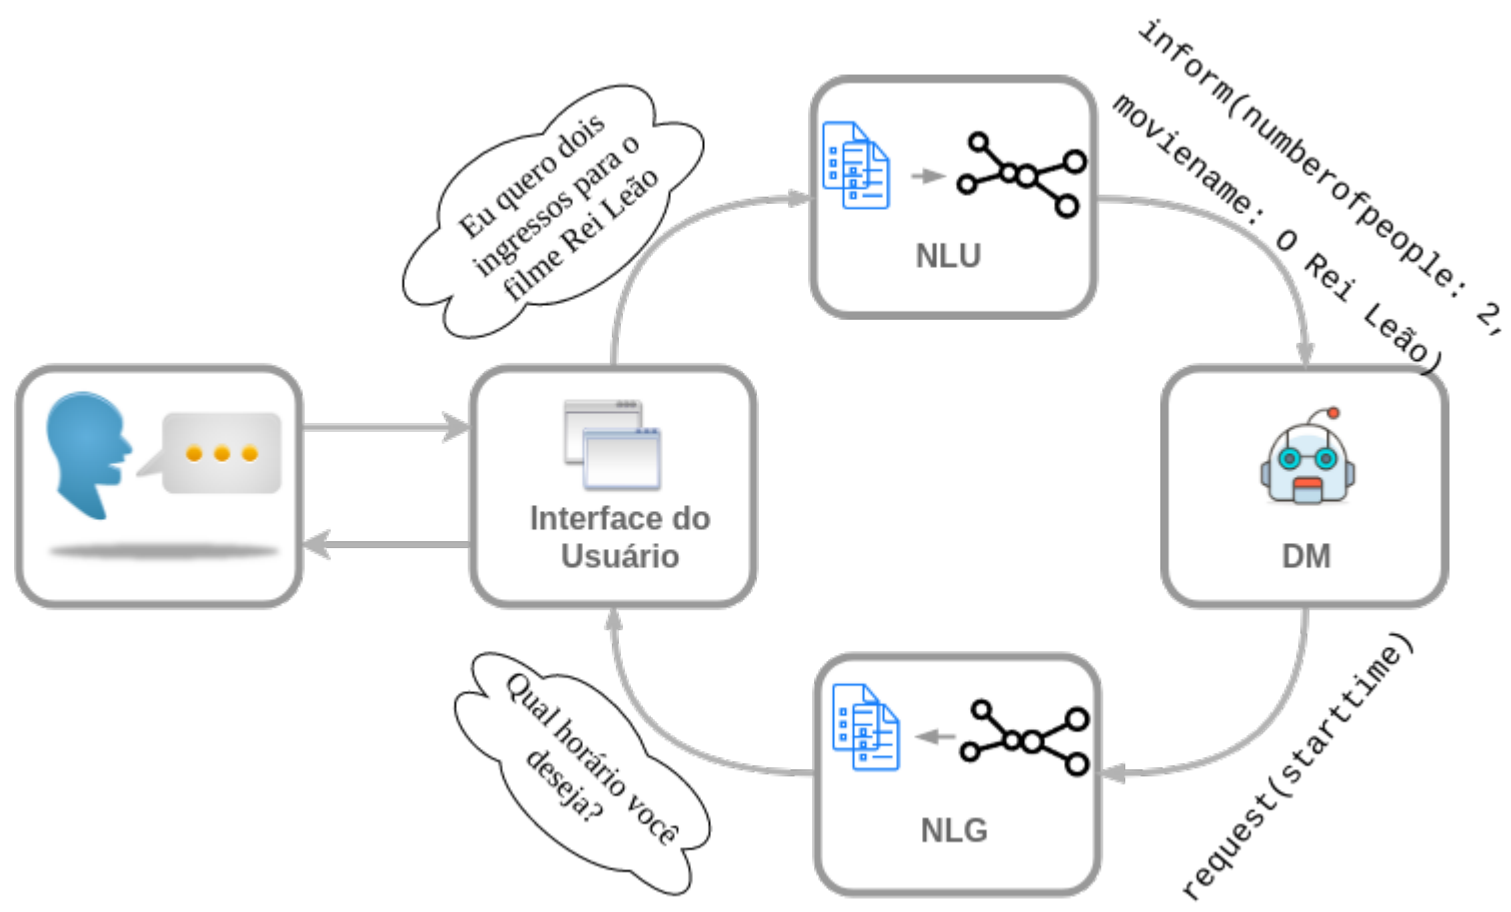 Eu quero dois
ingressos para o
filme Rei Leão
NLU
inform(numberofpeople: 2,
moviename: O Rei Leão)
Interface do
Usuário
DM
Qual horário você
deseja?
NLG
request(starttime)